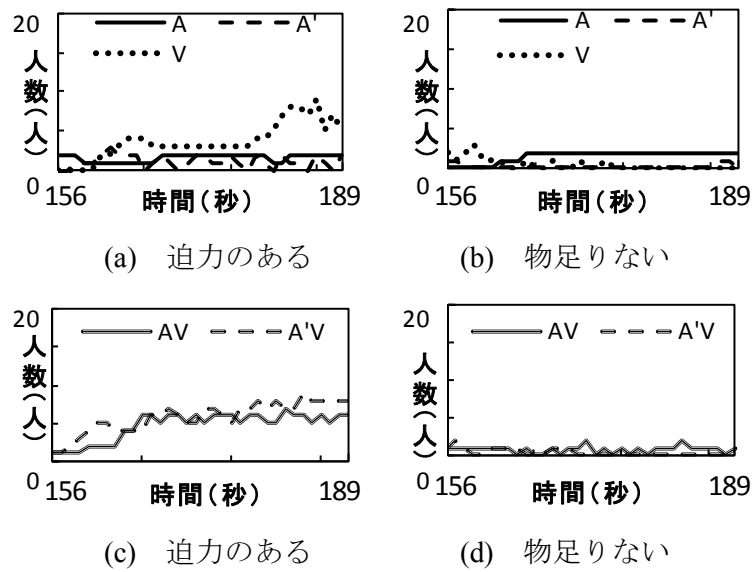 20
A A'
V
人数(人)
0
156 時間(秒) 189
(a) 迫力のある
20
A A'
V
人数(人)
0
156 時間(秒) 189
(b) 物足りない
20
AV A'V
人数(人)
0
156 時間(秒) 189
(c) 迫力のある
20
AV A'V
人数(人)
0
156 時間(秒) 189
(d) 物足りない